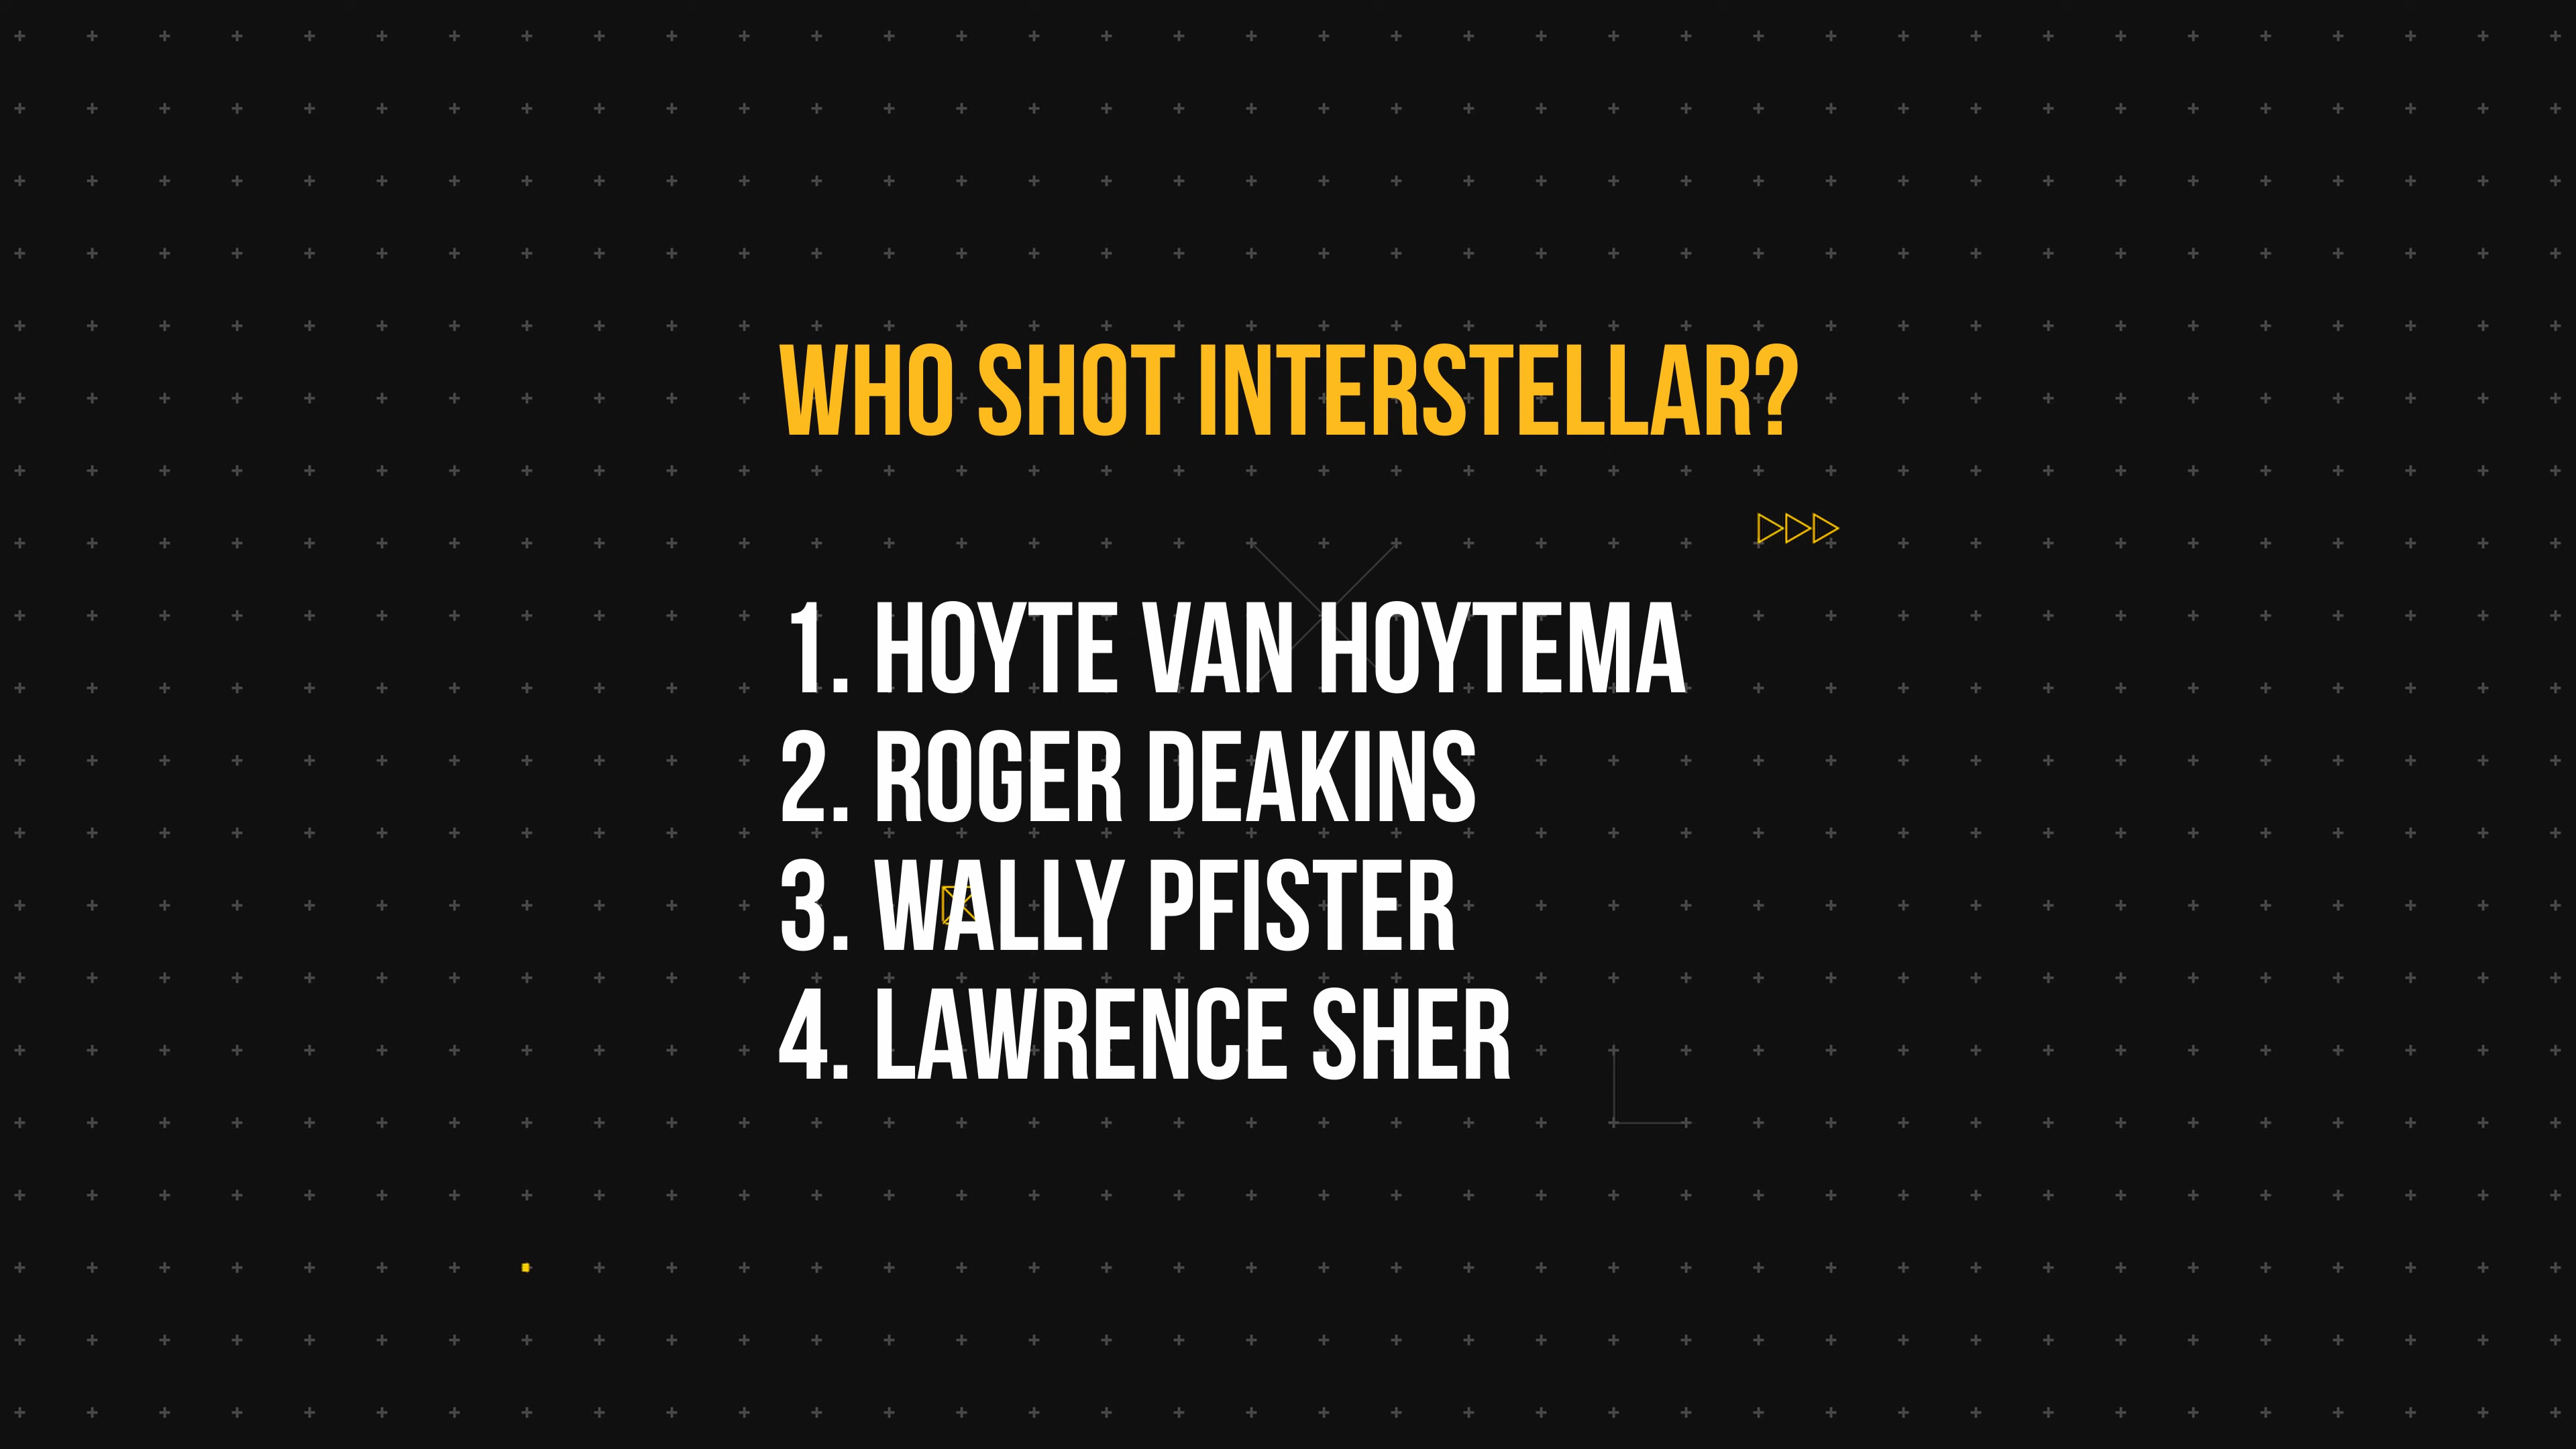 WHO SHOT INTERSTELLAR?
1. HOYTE VAN HOYTEMA
2. ROGER DEAKINS
3. WALLY PFISTER
4. LAWRENCE SHER